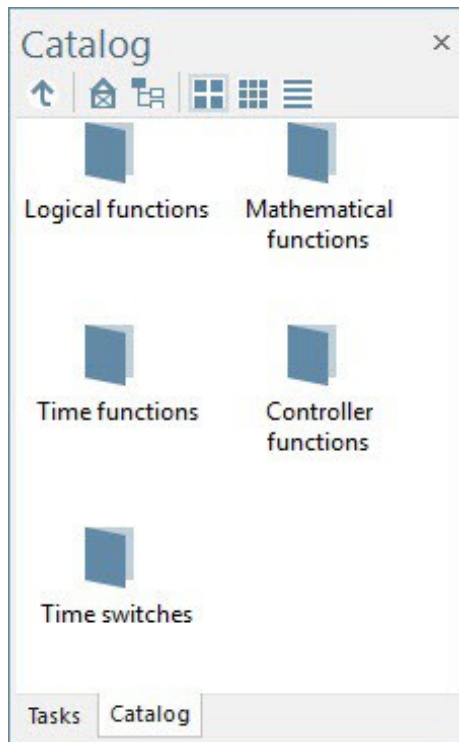 Catalog
Logical functions
Mathematical
functions
Time functions
Controller
functions
Time switches
Tasks
Catalog